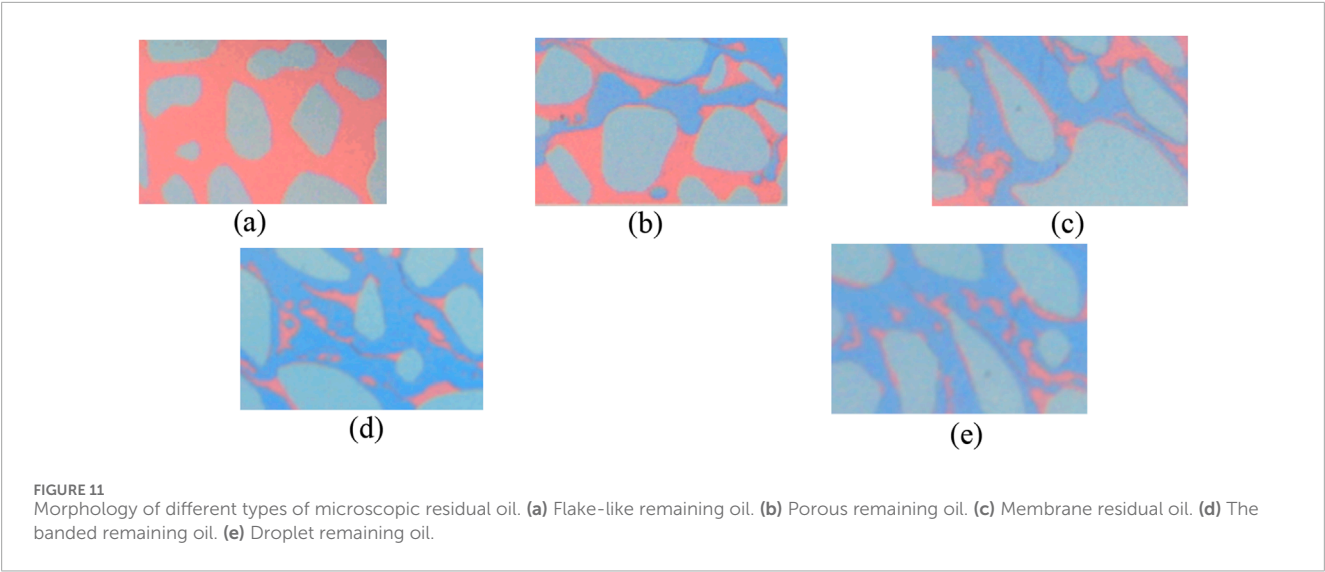 (a)
(b)
(c)
(d)
(e)
FIGURE 11
Morphology of different types of microscopic residual oil. (a) Flake-like remaining oil. (b) Porous remaining oil. (c) Membrane residual oil. (d) The
banded remaining oil. (e) Droplet remaining oil.